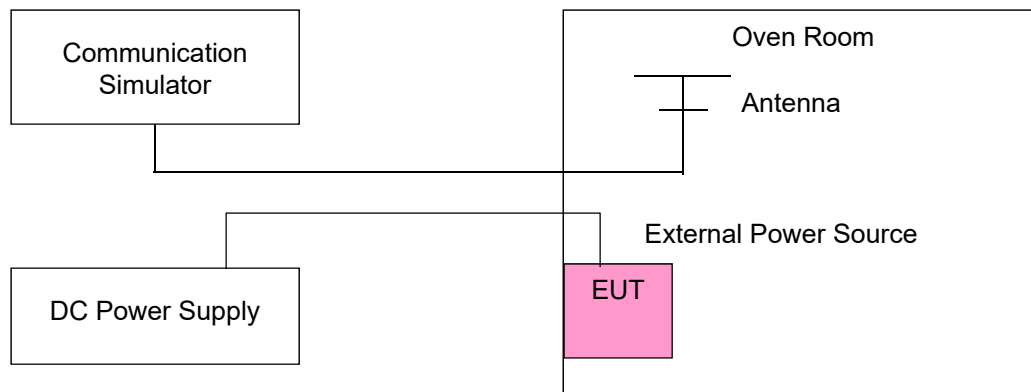 Communication
Simulator
Oven Room
Antenna
External Power Source
DC Power Supply
EUT